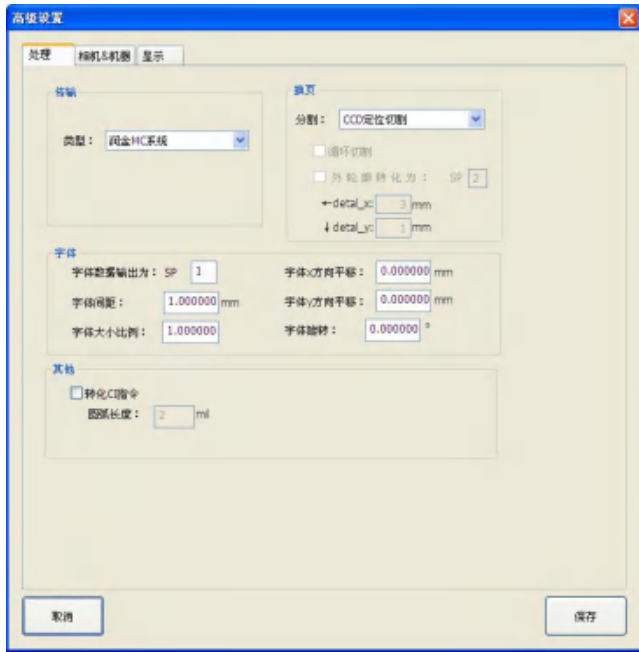 高级设置
处理 相机&机器 显示
传输
类型： 润金MC系统
换页
分割： CCD定位切割
循环切割
外轮廓转化为： SP 2
←detal_x: 3 mm
↓detal_y: 1 mm
字体
字体数据输出为： SP 1
字体x方向平移： 0.000000 mm
字体间距： 1.000000 mm
字体y方向平移： 0.000000 mm
字体大小比例： 1.000000
字体旋转： 0.000000 °
其他
转化CI指令
圆弧长度： 2 ml
取消
保存